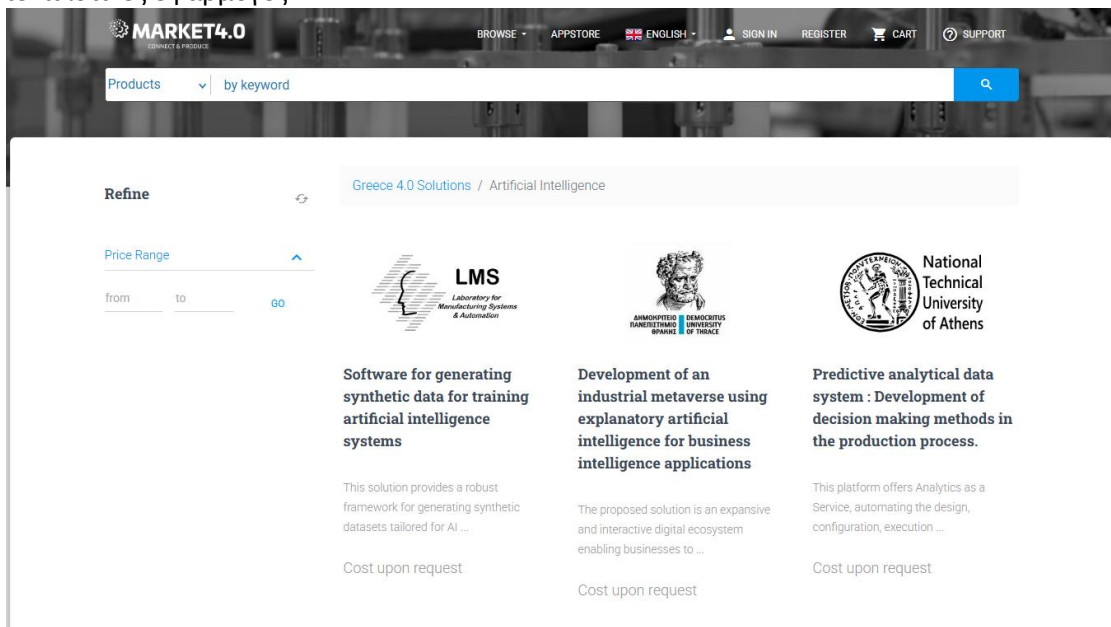 MARKET4.0
CONNECT & PRODUCE
BROWSE
APPSTORE
ENGLISH
SIGN IN
REGISTER
CART
SUPPORT
Products
by keyword
Refine
Greece 4.0 Solutions / Artificial Intelligence
Price Range
from
to
GO
LMS
Laboratory for
Manufacturing Systems
& Automation
ΔΗΜΟΚΡΙΤΕΙΟ
ΠΑΝΕΠΙΣΤΗΜΙΟ
ΘΡΑΚΗΣ
DEMOCRITUS
UNIVERSITY
OF THRACE
National
Technical
University
of Athens
Software for generating
synthetic data for training
artificial intelligence
systems
This solution provides a robust
framework for generating synthetic
datasets tailored for AI ...
Cost upon request
Development of an
industrial metaverse using
explanatory artificial
intelligence for business
intelligence applications
The proposed solution is an expansive
and interactive digital ecosystem
enabling businesses to ...
Cost upon request
Predictive analytical data
system : Development of
decision making methods in
the production process.
This platform offers Analytics as a
Service, automating the design,
configuration, execution ...
Cost upon request